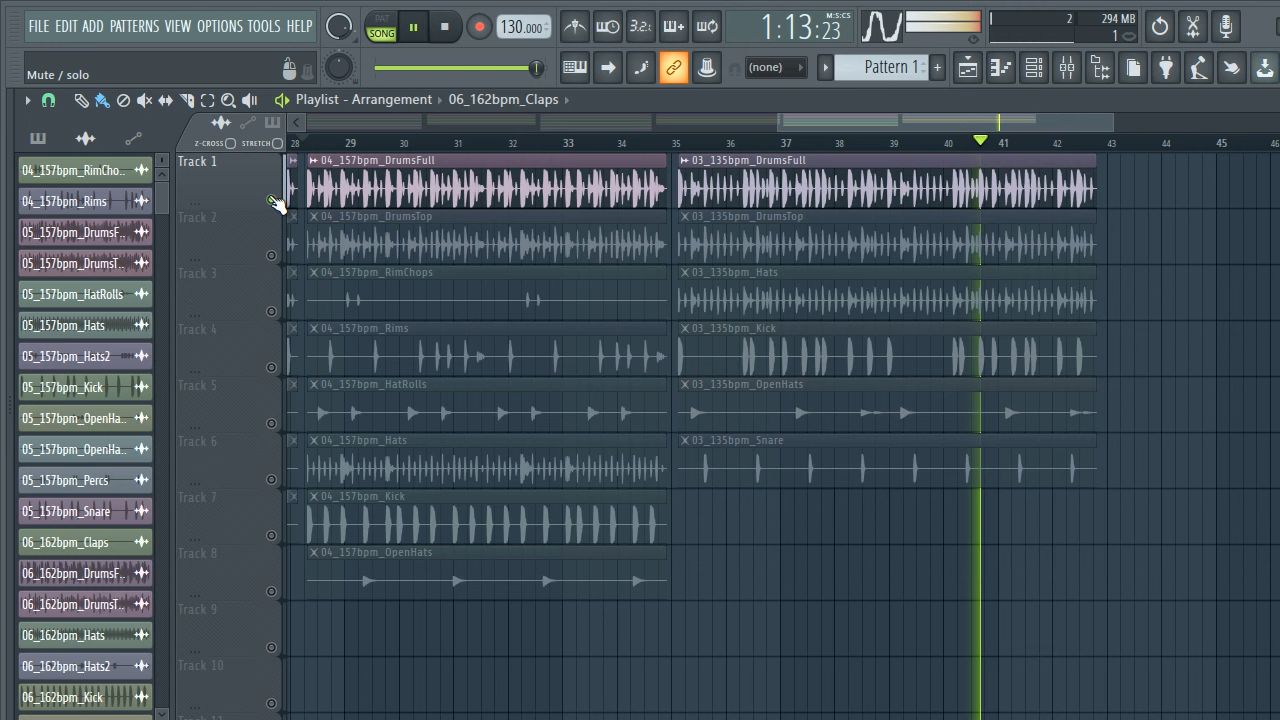 FILE EDIT ADD PATTERNS VIEW OPTIONS TOOLS HELP
PAT
SONG
130.000
3.2.ε
1:13:23
M:S:CS
2
294 MB
1
Mute / solo
(none)
Pattern 1
+
Playlist - Arrangement › 06_162bpm_Claps ›
Z-CROSS
STRETCH
28 29 30 31 32 33 34 35 36 37 38 39 40 41 42 43 44 45 46
04_157bpm_RimCho..
04_157bpm_Rims
05_157bpm_DrumsF..
05_157bpm_DrumsT..
05_157bpm_HatRolls
05_157bpm_Hats
05_157bpm_Hats2
05_157bpm_Kick
05_157bpm_OpenHa..
05_157bpm_OpenHa..
05_157bpm_Percs
05_157bpm_Snare
06_162bpm_Claps
06_162bpm_DrumsF..
06_162bpm_DrumsT..
06_162bpm_Hats
06_162bpm_Hats2
06_162bpm_Kick
Track 1
04_157bpm_DrumsFull
03_135bpm_DrumsFull
Track 2
04_157bpm_DrumsTop
03_135bpm_DrumsTop
Track 3
04_157bpm_RimChops
03_135bpm_Hats
Track 4
04_157bpm_Rims
03_135bpm_Kick
Track 5
04_157bpm_HatRolls
03_135bpm_OpenHats
Track 6
04_157bpm_Hats
03_135bpm_Snare
Track 7
04_157bpm_Kick
Track 8
04_157bpm_OpenHats
Track 9
Track 10